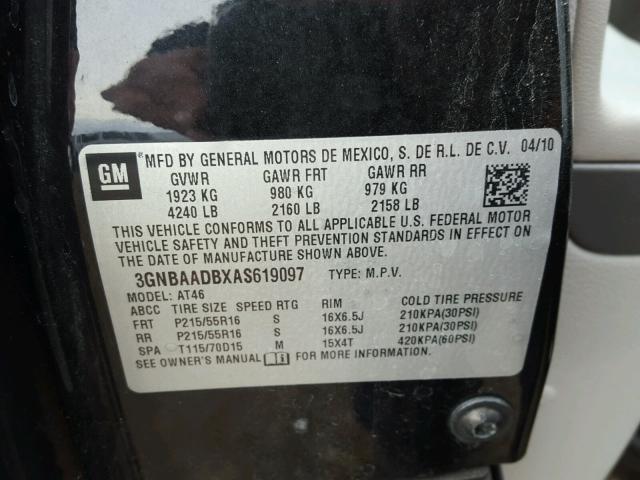 GM MFD BY GENERAL MOTORS DE MEXICO, S. DE R.L. DE C.V. 04/10
GVWR GAWR FRT GAWR RR
1923 KG 980 KG 979 KG
4240 LB 2160 LB 2158 LB
THIS VEHICLE CONFORMS TO ALL APPLICABLE U.S. FEDERAL MOTOR
VEHICLE SAFETY AND THEFT PREVENTION STANDARDS IN EFFECT ON
THE DATE OF MANUFACTURE SHOWN ABOVE.
3GNBAADBXAS619097 TYPE: M.P.V.
MODEL: AT46
ABCC TIRE SIZE SPEED RTG RIM COLD TIRE PRESSURE
FRT P215/55R16 S 16X6.5J 210KPA(30PSI)
RR P215/55R16 S 16X6.5J 210KPA(30PSI)
SPA T115/70D15 M 15X4T 420KPA(60PSI)
SEE OWNER'S MANUAL FOR MORE INFORMATION.